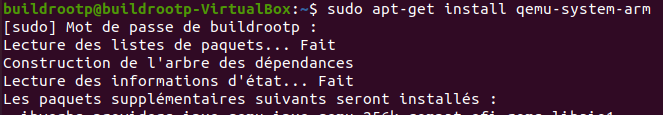 buildrootp@buildrootp-VirtualBox:~$ sudo apt-get install qemu-system-arm
[sudo] Mot de passe de buildrootp :
Lecture des listes de paquets... Fait
Construction de l'arbre des dépendances
Lecture des informations d'état... Fait
Les paquets supplémentaires suivants seront installés :